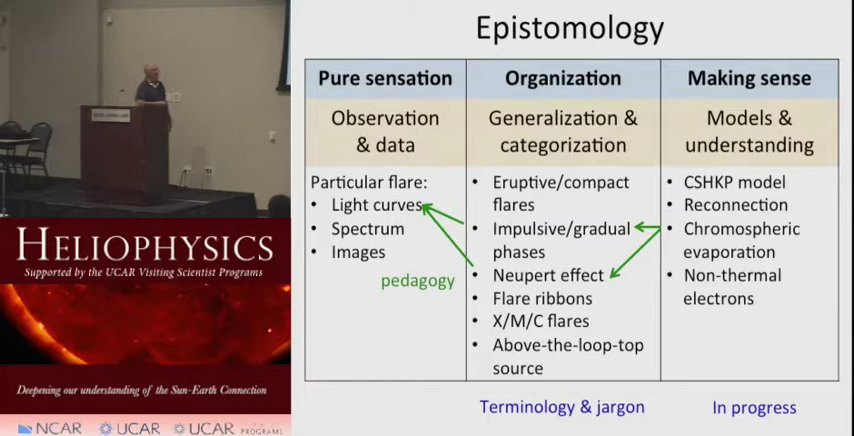 Epistomology
Pure sensation
Organization
Making sense
Observation
& data
Generalization &
categorization
Models &
understanding
Particular flare:
• Light curves
• Spectrum
• Images
pedagogy
• Eruptive/compact
flares
• Impulsive/gradual
phases
• Neupert effect
• Flare ribbons
• X/M/C flares
• Above-the-loop-top
source
• CSHKP model
• Reconnection
• Chromospheric
evaporation
• Non-thermal
electrons
Terminology & jargon
In progress
HELIOPHYSICS
Supported by the UCAR Visiting Scientist Programs
Deepening our understanding of the Sun-Earth Connection
NCAR
UCAR
UCAR PROGRAMS